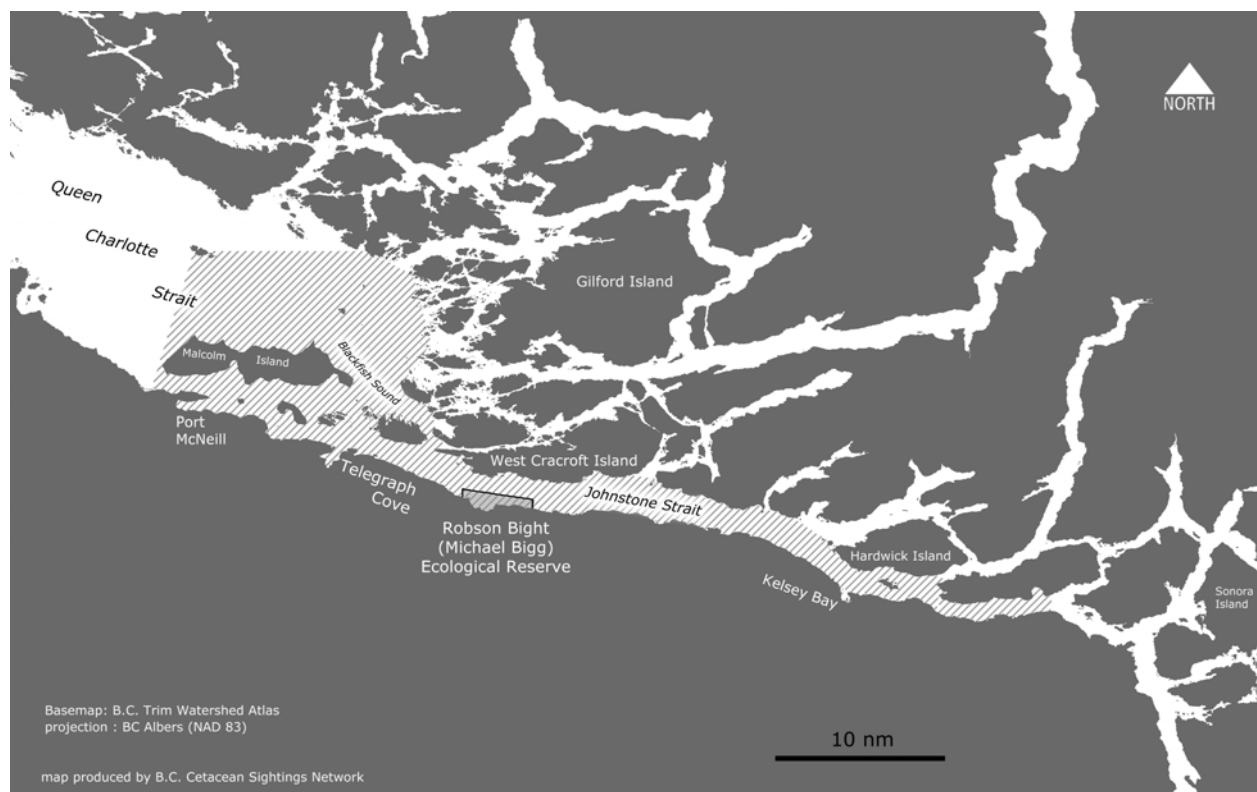 NORTH
Queen
Charlotte
Strait
Gilford Island
Malcolm
Island
Blackfish Sound
Port
McNeill
Telegraph
Cove
West Cracroft Island
Johnstone Strait
Robson Bight
(Michael Bigg)
Ecological Reserve
Hardwick Island
Kelsey Bay
Sonora
Island
Basemap: B.C. Trim Watershed Atlas
projection : BC Albers (NAD 83)
10 nm
map produced by B.C. Cetacean Sightings Network